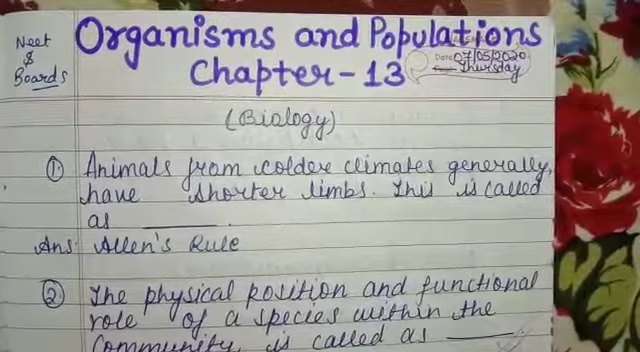 Neet
&
Boards
Organisms and Populations
Chapter-13
Date 07/05/2020
Thursday
(Biology)
① Animals from colder climates generally,
have shorter limbs. This is called
as ______.
Ans: Allen's Rule
② The physical position and functional
role of a species within the
community, is called as ______